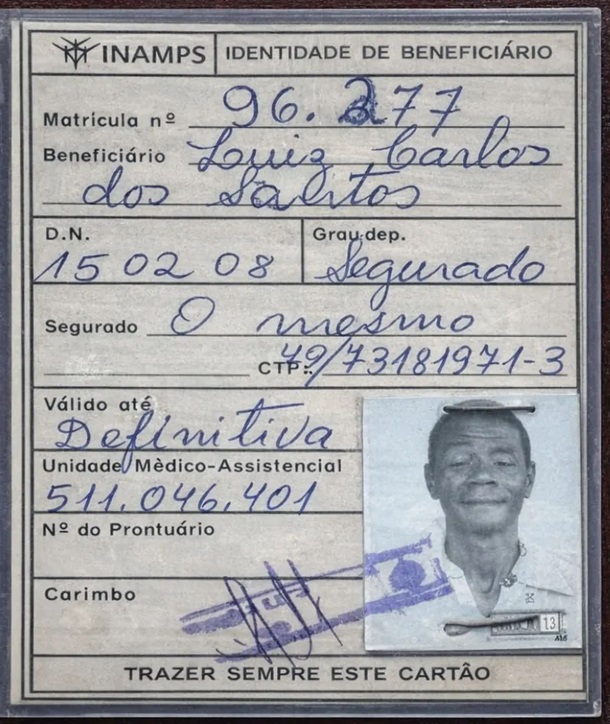 INAMPS IDENTIDADE DE BENEFICIÁRIO
Matrícula nº 96.277
Beneficiário Luiz Carlos
dos Santos
D.N. Grau dep.
15 02 08 Segurado
Segurado O mesmo
CTP: 49/73181971-3
Válido até
Definitiva
Unidade Mèdico-Assistencial
511.046.401
Nº do Prontuário
Carimbo
13
TRAZER SEMPRE ESTE CARTÃO